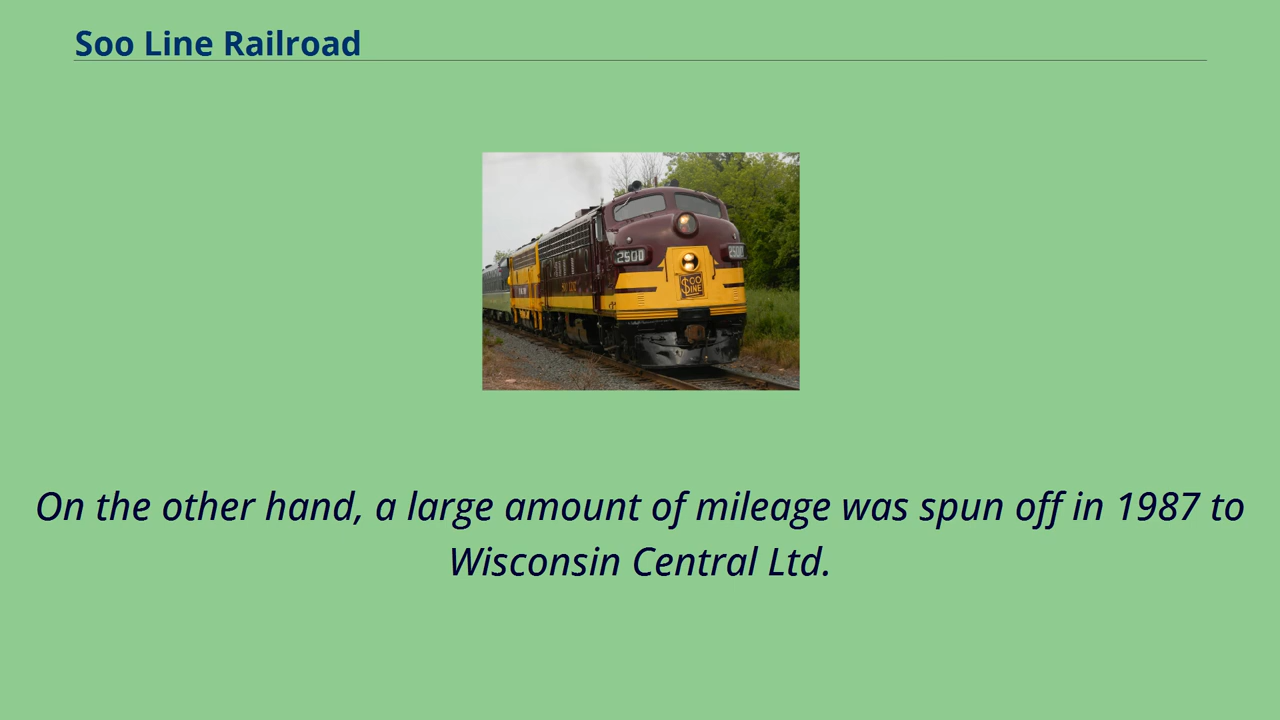 Soo Line Railroad
2500
2500
SOO
LINE
On the other hand, a large amount of mileage was spun off in 1987 to
Wisconsin Central Ltd.